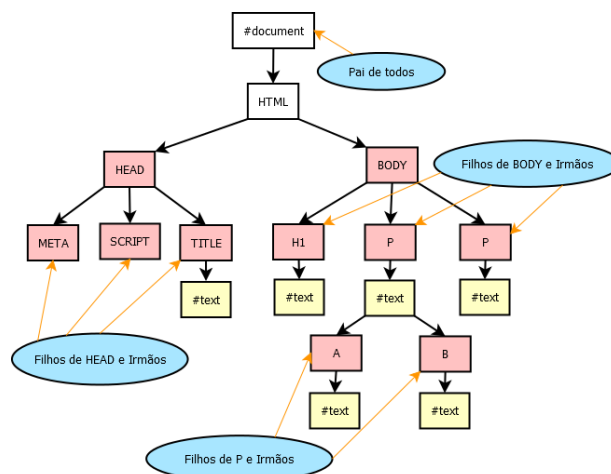 #document
Pai de todos
HTML
HEAD
BODY
Filhos de BODY e Irmãos
META
SCRIPT
TITLE
H1
P
P
#text
#text
#text
#text
Filhos de HEAD e Irmãos
A
B
#text
#text
Filhos de P e Irmãos